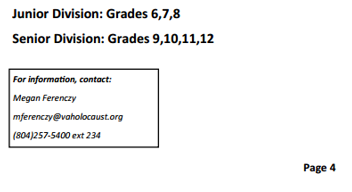 Junior Division: Grades 6,7,8
Senior Division: Grades 9,10,11,12
For information, contact:
Megan Ferenczy
mferenczy@vaholocaust.org
(804)257-5400 ext 234
Page 4